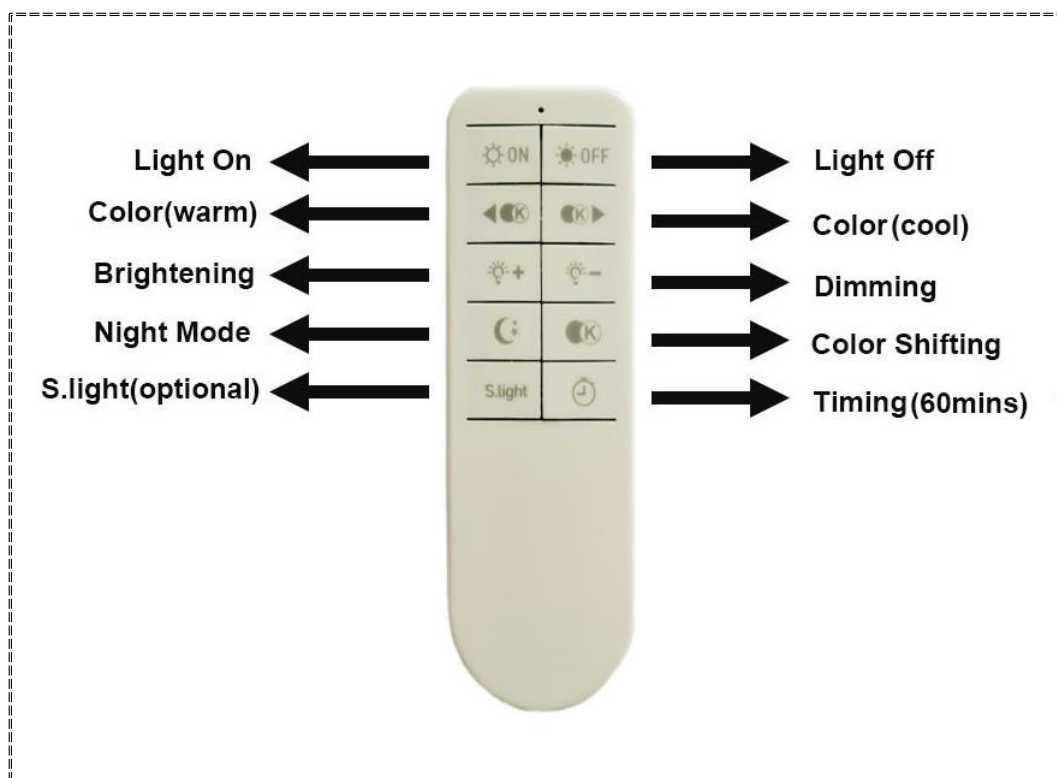 Light On
ON
OFF
Light Off
Color(warm)
K
K
Color(cool)
Brightening
Dimming
Night Mode
K
Color Shifting
S.light(optional)
S.light
Timing(60mins)